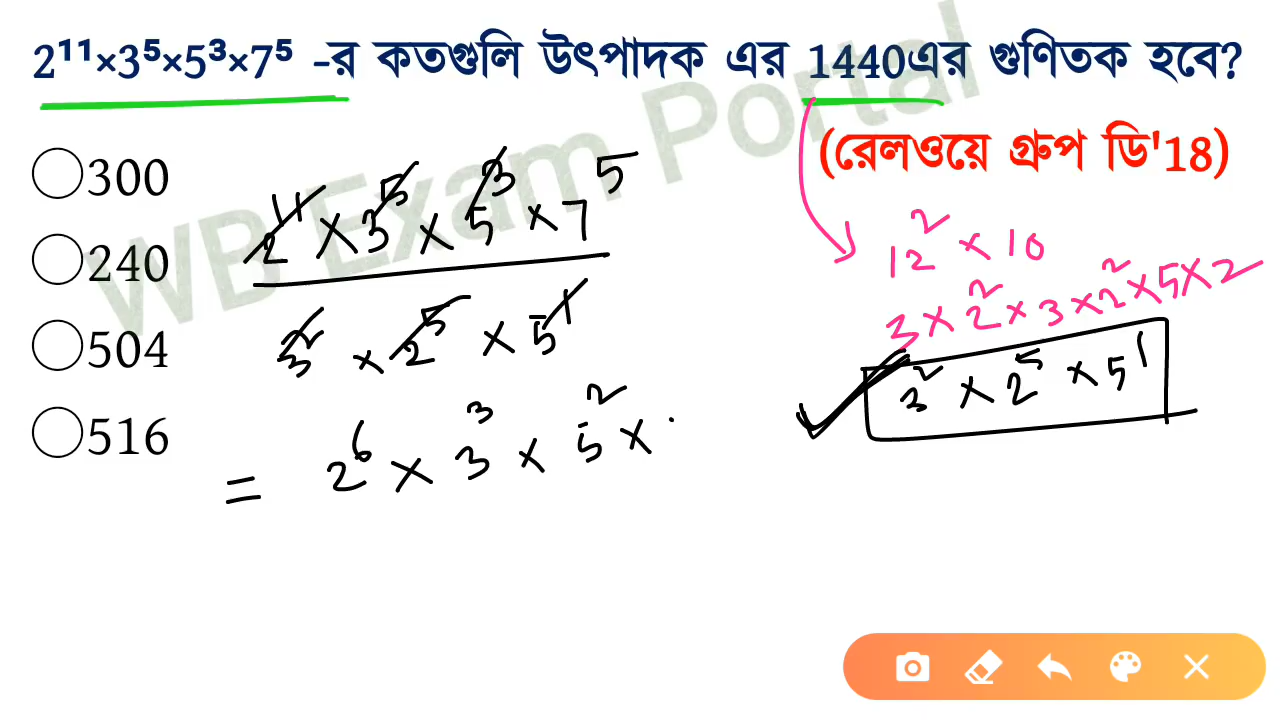 2¹¹×3⁵×5³×7⁵ -র কতগুলি উৎপাদক এর 1440এর গুণিতক হবে?
(রেলওয়ে গ্রুপ ডি'18)
300
240
504
516
2¹¹ × 3⁵ × 5³ × 7⁵
3² × 2⁵ × 5¹
= 2⁶ × 3³ × 5² ×
12² × 10
3 × 2² × 3 × 2² × 5 × 2
3² × 2⁵ × 5¹
WB Exam Portal